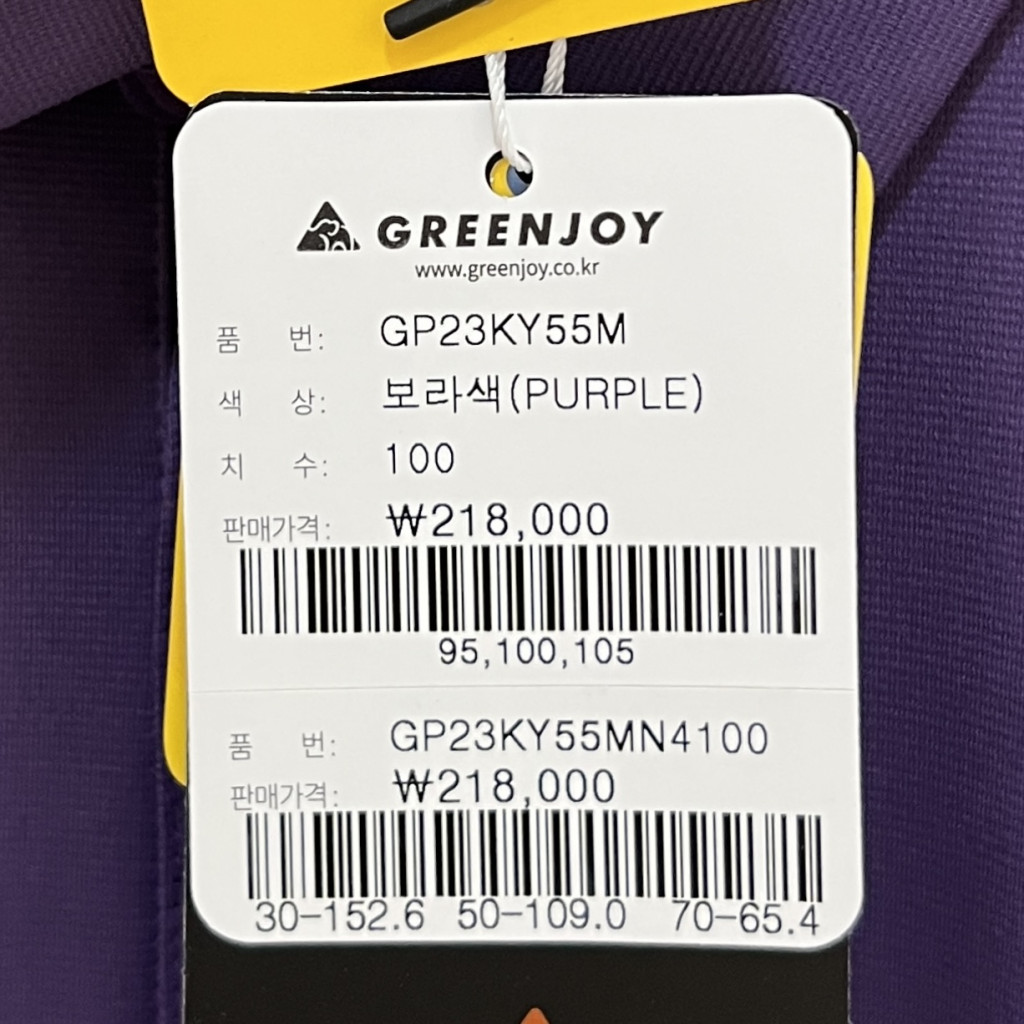 GREENJOY
www.greenjoy.co.kr
품 번: GP23KY55M
색 상: 보라색(PURPLE)
치 수: 100
판매가격: ₩218,000
95,100,105
품 번: GP23KY55MN4100
판매가격: ₩218,000
30-152.6 50-109.0 70-65.4